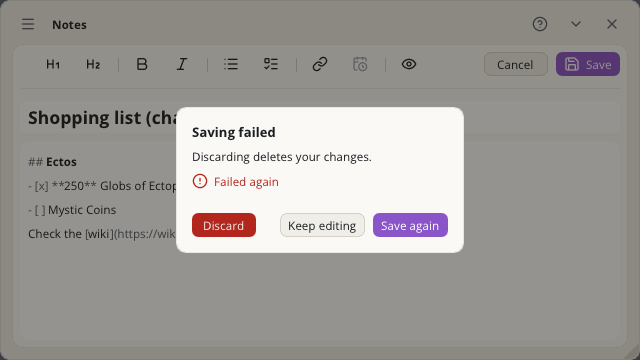 Notes
H1 H2 B I Cancel Save
Shopping list (cha
## Ectos
- [x] **250** Globs of Ectop
- [ ] Mystic Coins
Check the [wiki](https://wik
Saving failed
Discarding deletes your changes.
Failed again
Discard Keep editing Save again